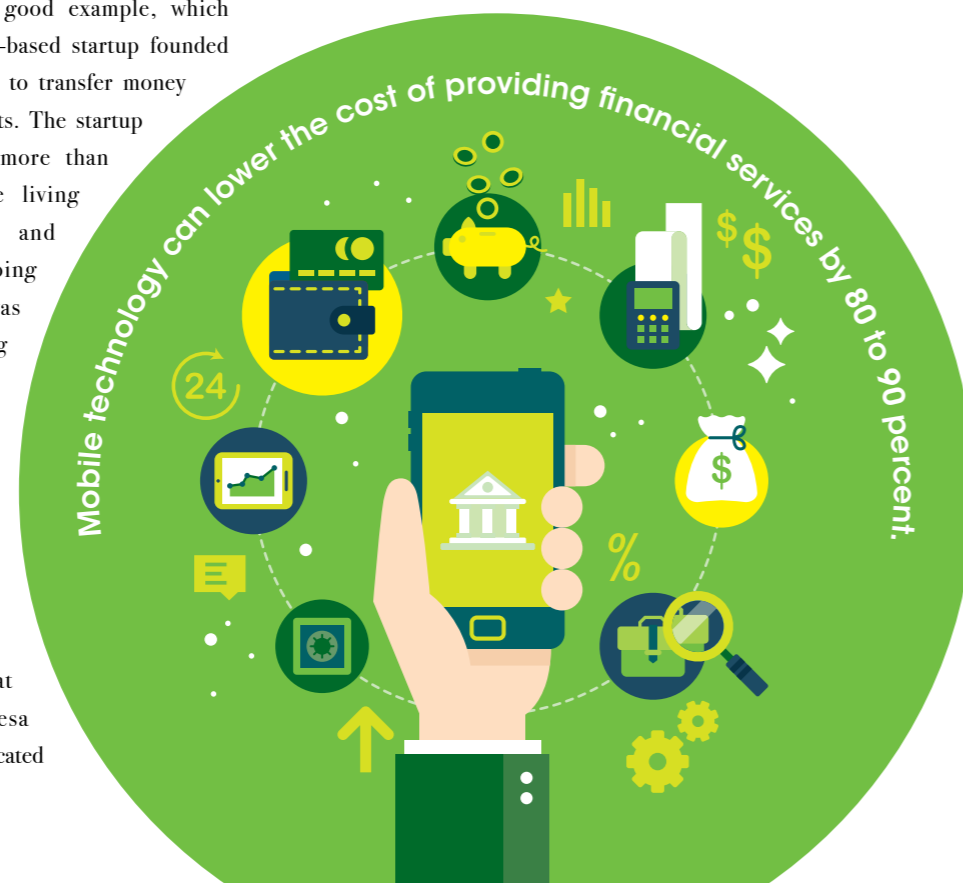 good example, which
-based startup founded
to transfer money
ts. The startup
more than
e living
and
oing
as
g
at
esa
cated
Mobile technology can lower the cost of providing financial services by 80 to 90 percent.
24
$
$
$
%